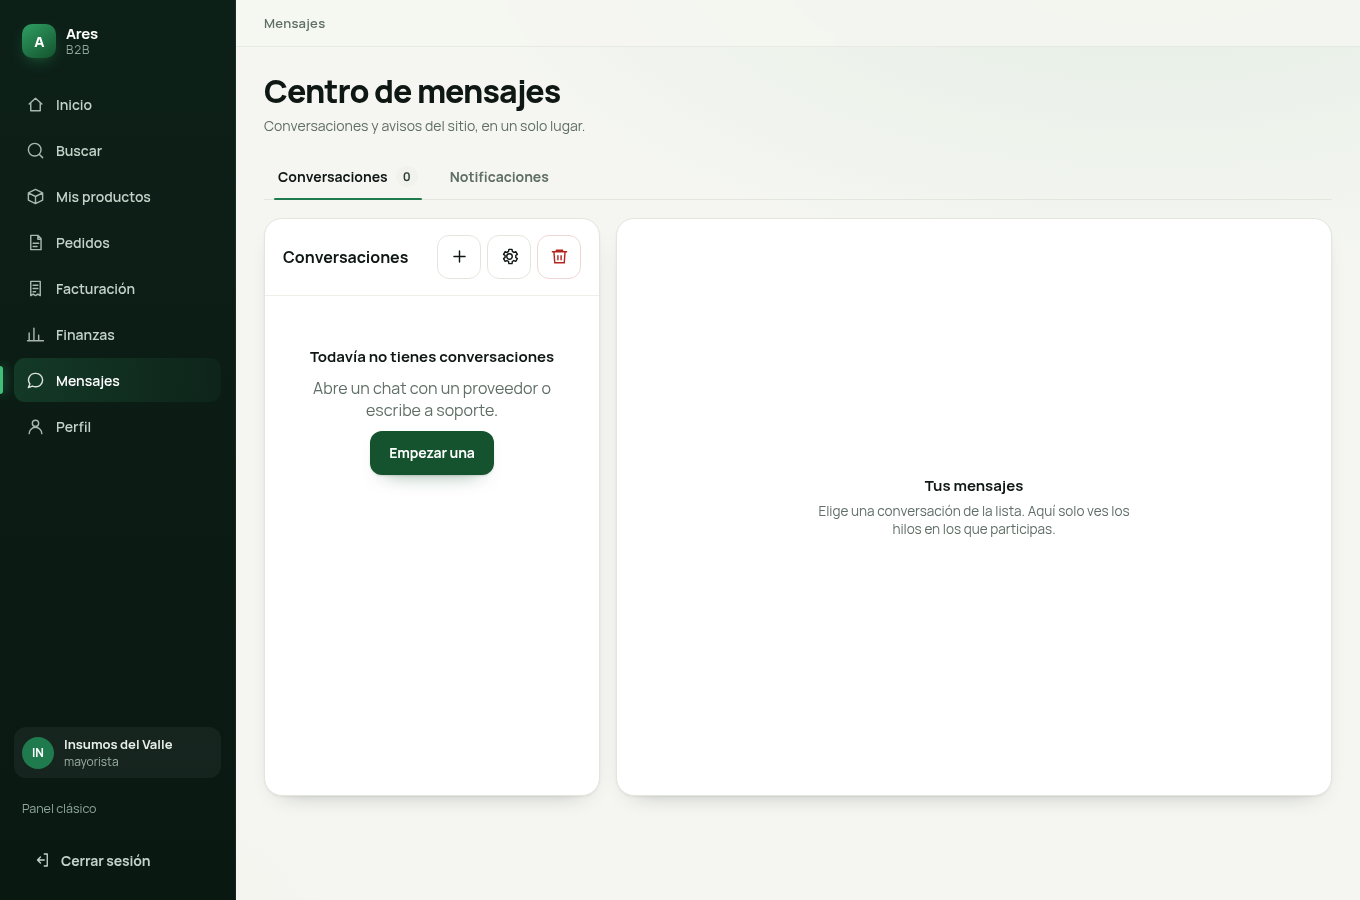 A
Ares
B2B
Inicio
Buscar
Mis productos
Pedidos
Facturación
Finanzas
Mensajes
Perfil
IN
Insumos del Valle
mayorista
Panel clásico
Cerrar sesión
Mensajes
Centro de mensajes
Conversaciones y avisos del sitio, en un solo lugar.
Conversaciones 0
Notificaciones
Conversaciones
Todavía no tienes conversaciones
Abre un chat con un proveedor o
escribe a soporte.
Empezar una
Tus mensajes
Elige una conversación de la lista. Aquí solo ves los
hilos en los que participas.